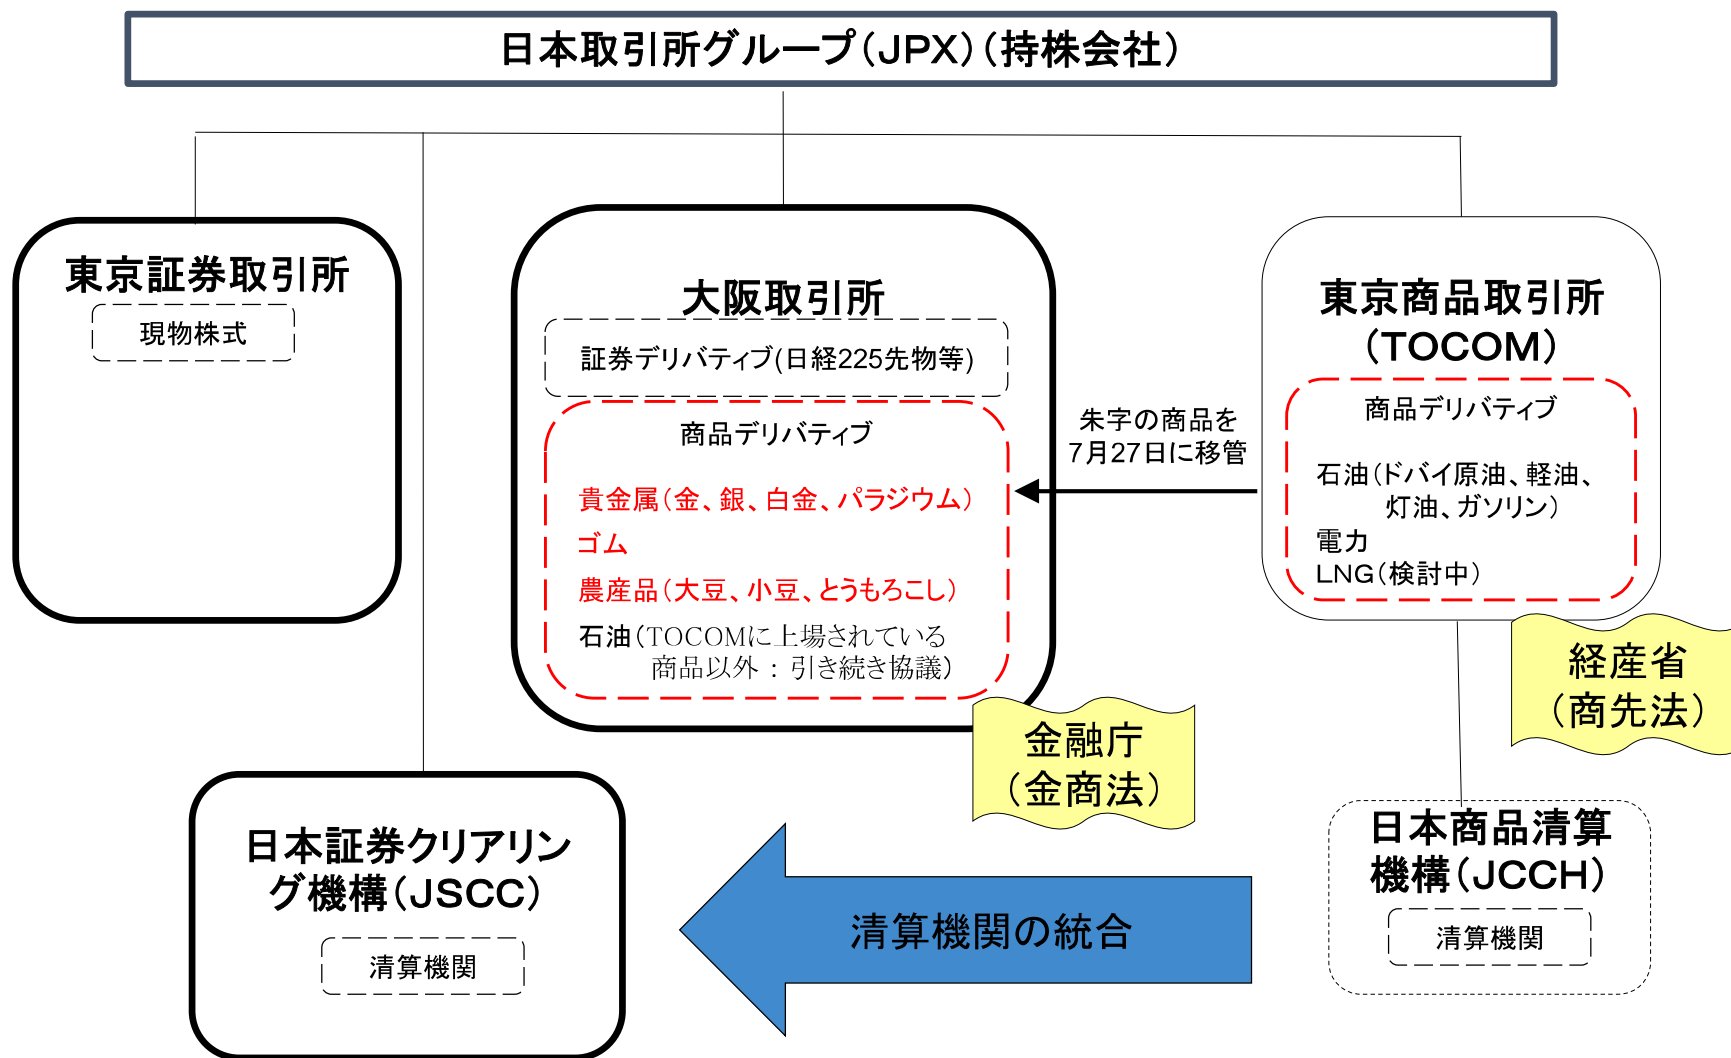 日本取引所グループ（JPX）（持株会社）
東京証券取引所
現物株式
大阪取引所
証券デリバティブ(日経225先物等)
商品デリバティブ
貴金属（金、銀、白金、パラジウム）
ゴム
農産品（大豆、小豆、とうもろこし）
石油（TOCOMに上場されている
商品以外：引き続き協議）
朱字の商品を
7月27日に移管
東京商品取引所
（TOCOM）
商品デリバティブ
石油（ドバイ原油、軽油、
灯油、ガソリン）
電力
LNG（検討中）
経産省
（商先法）
金融庁
（金商法）
日本証券クリアリン
グ機構（JSCC）
清算機関
清算機関の統合
日本商品清算
機構（JCCH）
清算機関